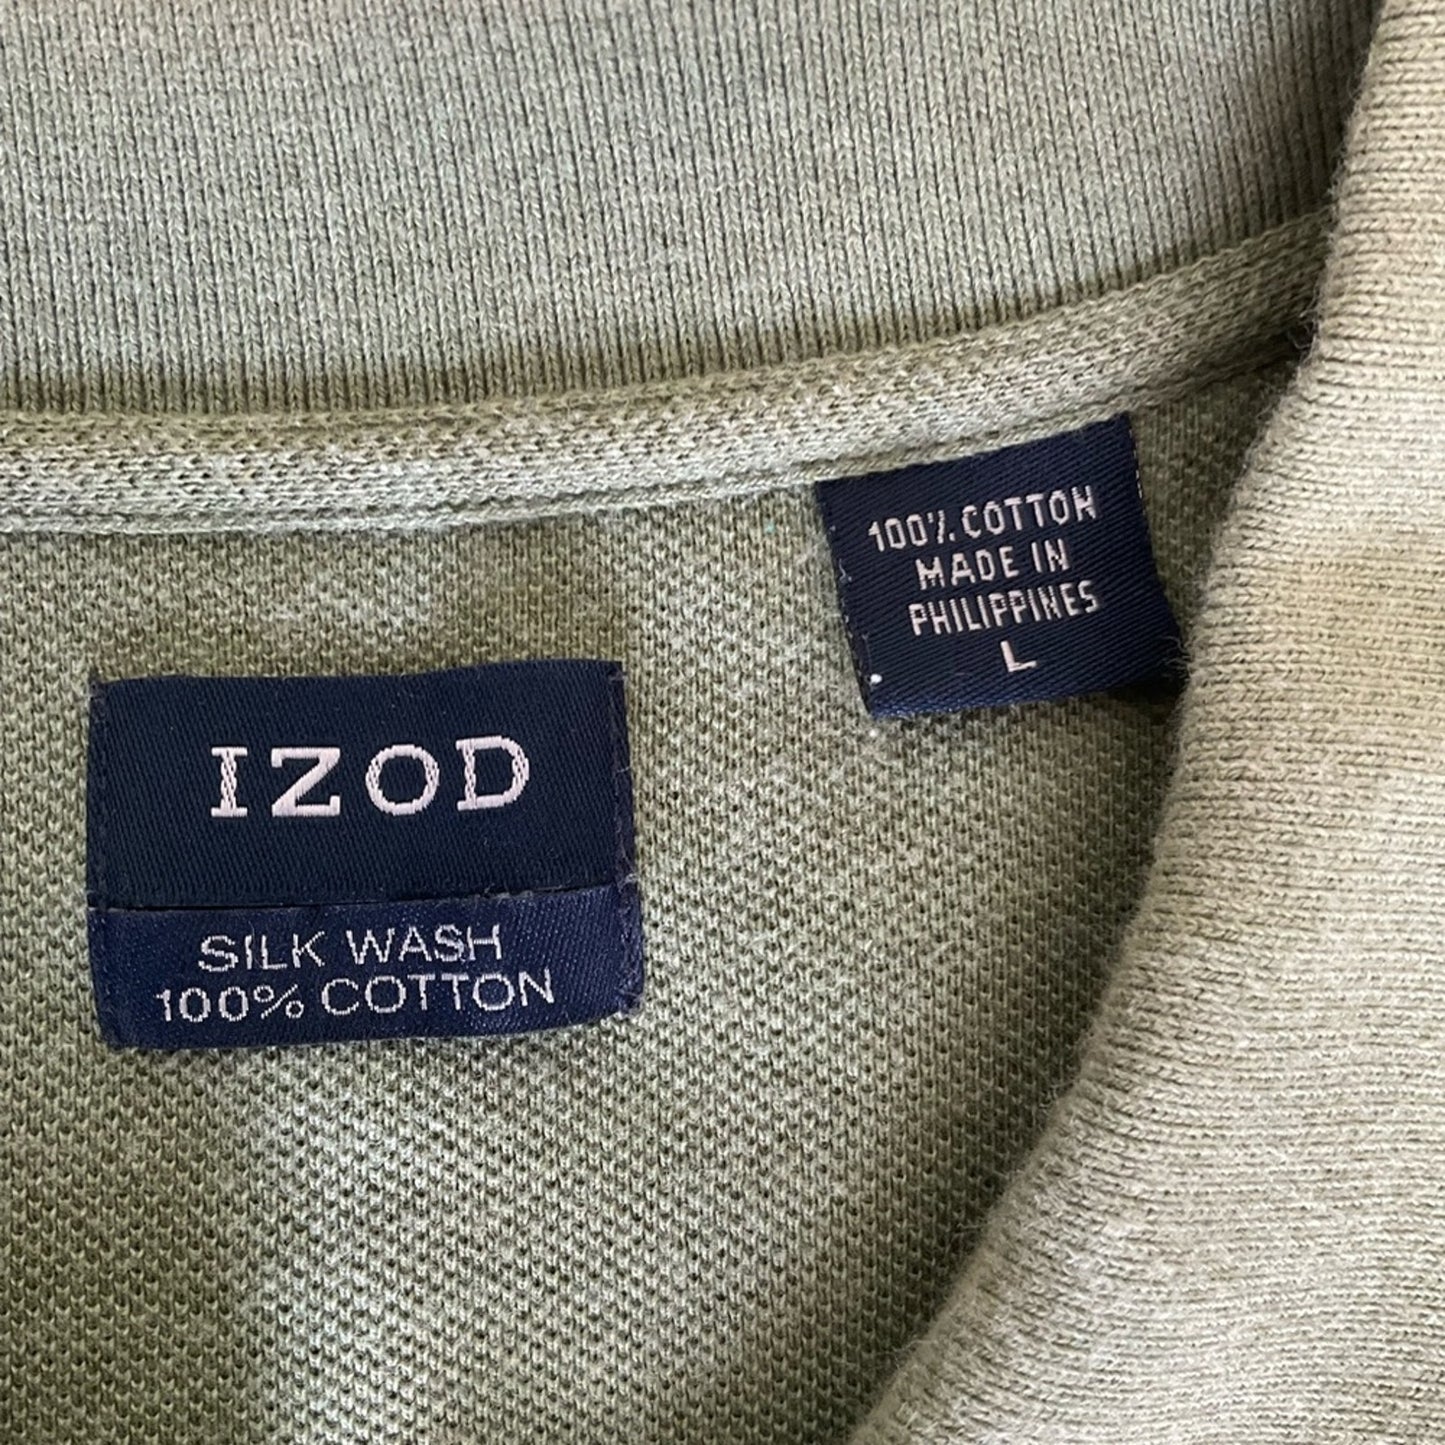 100% COTTON
MADE IN
PHILIPPINES
L
IZOD
SILK WASH
100% COTTON